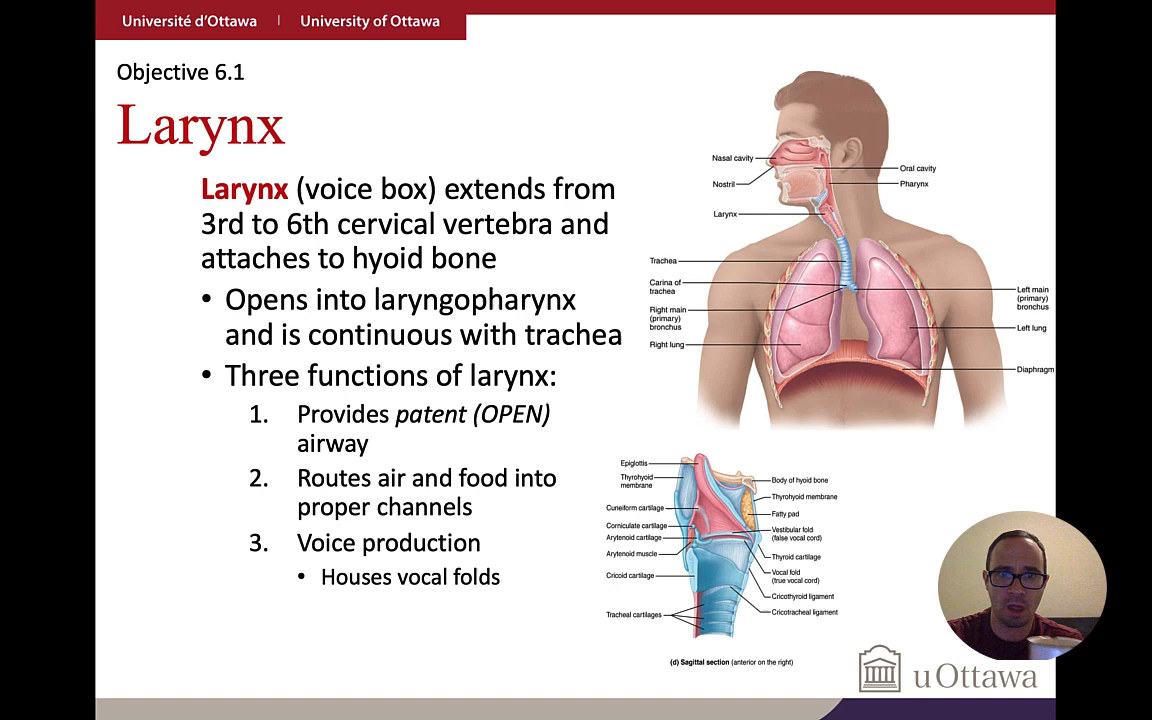 Université d'Ottawa | University of Ottawa
Objective 6.1
Larynx
Larynx (voice box) extends from
3rd to 6th cervical vertebra and
attaches to hyoid bone
• Opens into laryngopharynx
and is continuous with trachea
• Three functions of larynx:
1. Provides patent (OPEN)
airway
2. Routes air and food into
proper channels
3. Voice production
• Houses vocal folds
Nasal cavity
Nostril
Larynx
Trachea
Carina of
trachea
Right main
(primary)
bronchus
Right lung
Oral cavity
Pharynx
Left main
(primary)
bronchus
Left lung
Diaphragm
Epiglottis
Thyrohyoid
membrane
Cuneiform cartilage
Corniculate cartilage
Arytenoid cartilage
Arytenoid muscle
Cricoid cartilage
Tracheal cartilages
Body of hyoid bone
Thyrohyoid membrane
Fatty pad
Vestibular fold
(false vocal cord)
Thyroid cartilage
Vocal fold
(true vocal cord)
Cricothyroid ligament
Cricotracheal ligament
(d) Sagittal section (anterior on the right)
uOttawa